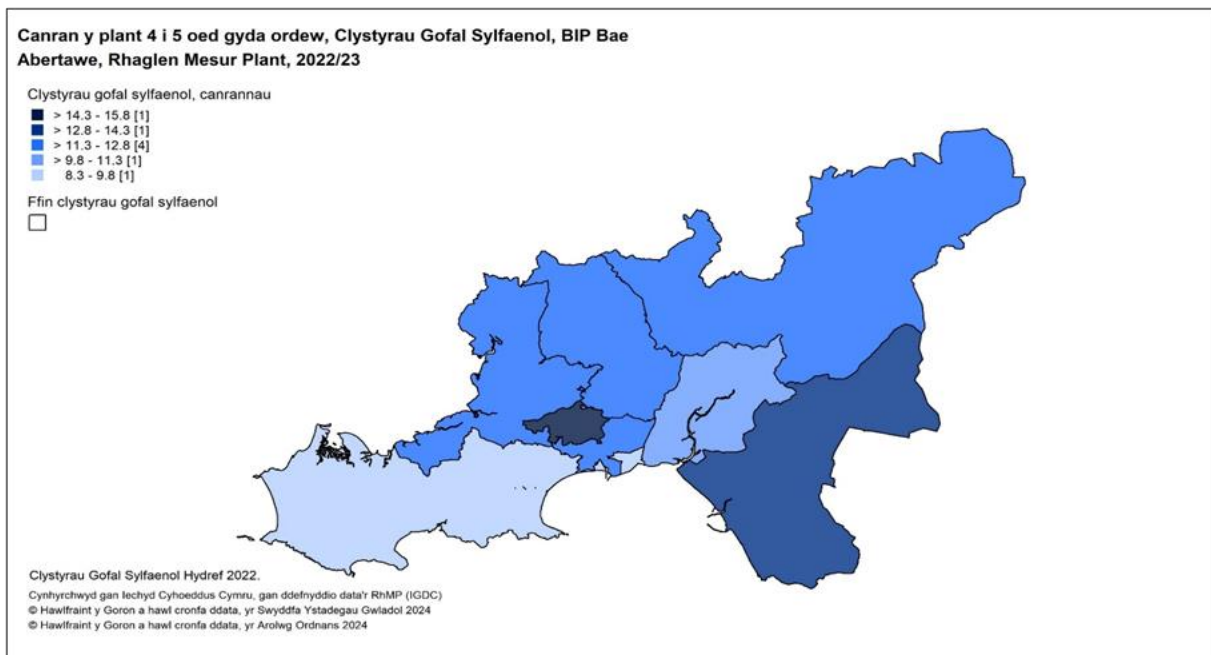 Canran y plant 4 i 5 oed gyda ordew, Clystyrau Gofal Sylfaenol, BIP Bae
Abertawe, Rhaglen Mesur Plant, 2022/23
Clystyrau gofal sylfaenol, canrannau
> 14.3 - 15.8 [1]
> 12.8 - 14.3 [1]
> 11.3 - 12.8 [4]
> 9.8 - 11.3 [1]
8.3 - 9.8 [1]
Ffin clystyrau gofal sylfaenol
Clystyrau Gofal Sylfaenol Hydref 2022.
Cynhyrchwyd gan Iechyd Cyhoeddus Cymru, gan ddefnyddio data'r RhMP (IGDC)
© Hawlfraint y Goron a hawl cronfa ddata, yr Swyddfa Ystadegau Gwladol 2024
© Hawlfraint y Goron a hawl cronfa ddata, yr Arolwg Ordnans 2024